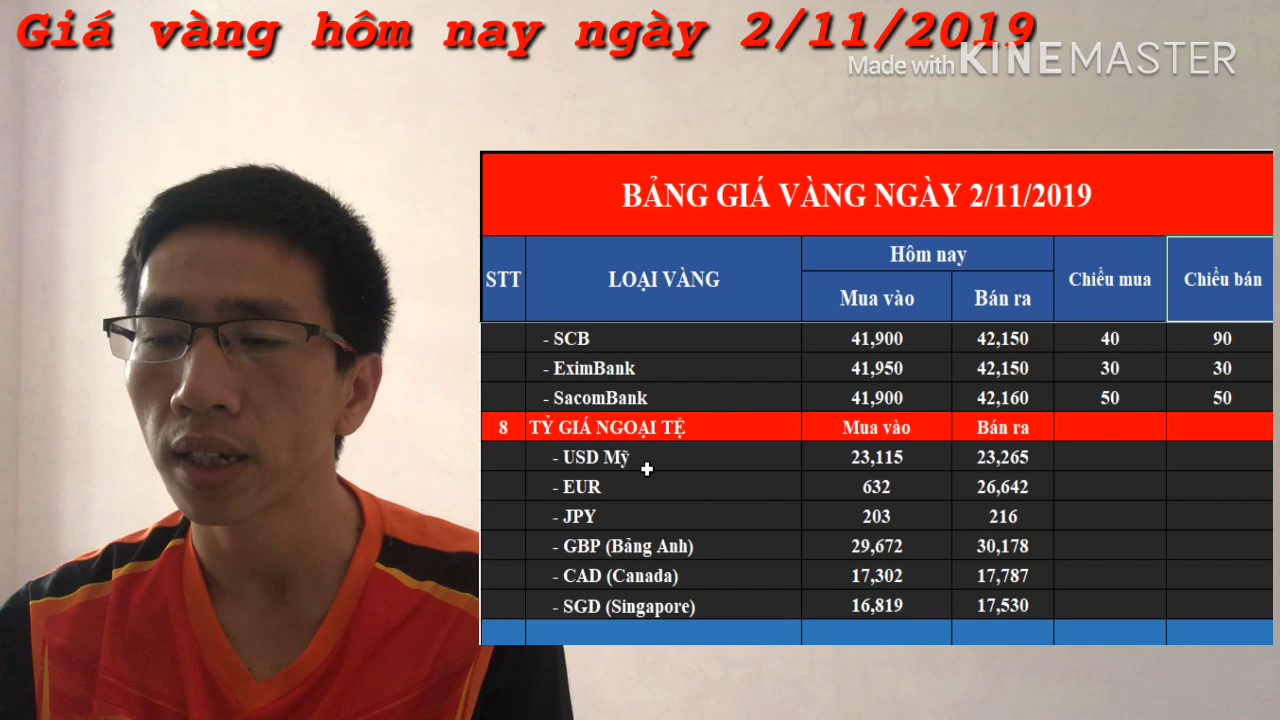 Giá vàng hôm nay ngày 2/11/2019
Made with KINEMASTER
BẢNG GIÁ VÀNG NGÀY 2/11/2019
STT LOẠI VÀNG Hôm nay Chiều mua Chiều bán
Mua vào Bán ra
- SCB 41,900 42,150 40 90
- EximBank 41,950 42,150 30 30
- SacomBank 41,900 42,160 50 50
8 TỶ GIÁ NGOẠI TỆ Mua vào Bán ra
- USD Mỹ 23,115 23,265
- EUR 632 26,642
- JPY 203 216
- GBP (Bảng Anh) 29,672 30,178
- CAD (Canada) 17,302 17,787
- SGD (Singapore) 16,819 17,530